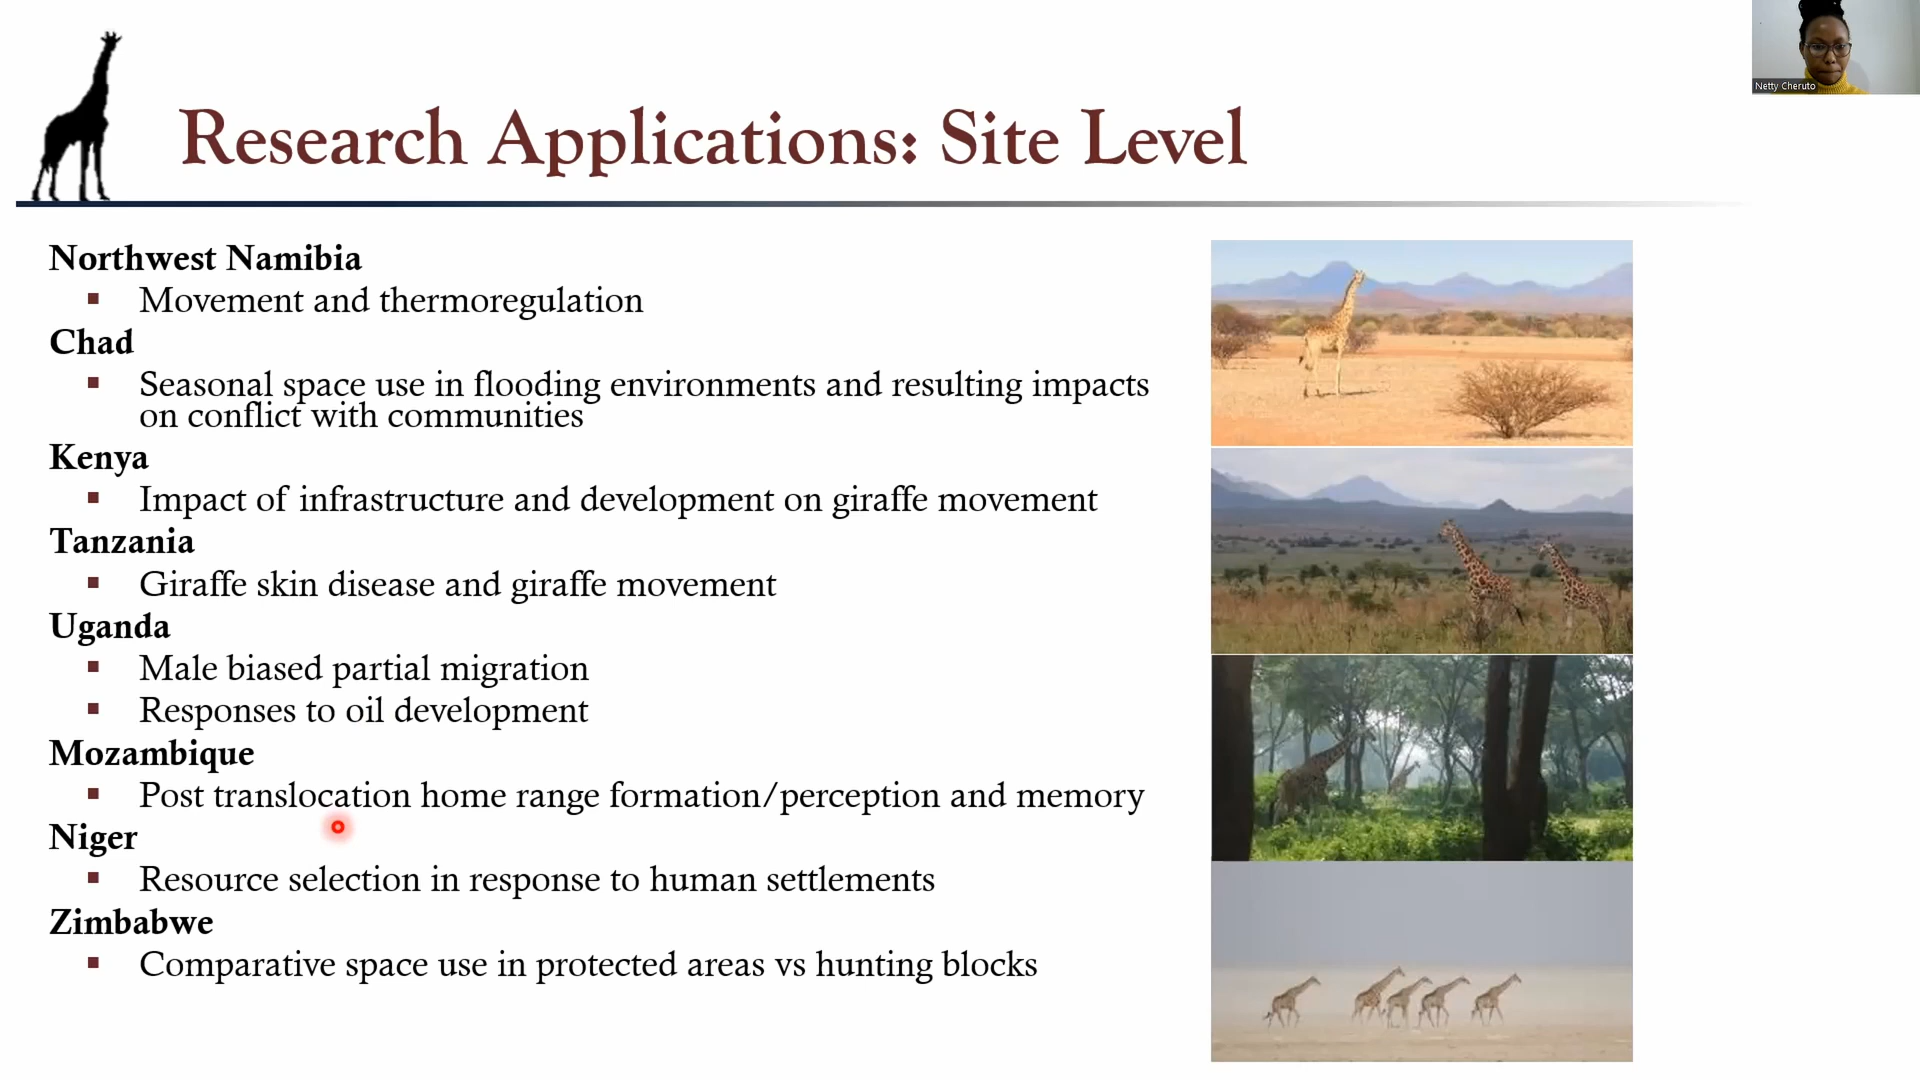 Netty Cheruto
Research Applications: Site Level
Northwest Namibia
▪ Movement and thermoregulation
Chad
▪ Seasonal space use in flooding environments and resulting impacts
on conflict with communities
Kenya
▪ Impact of infrastructure and development on giraffe movement
Tanzania
▪ Giraffe skin disease and giraffe movement
Uganda
▪ Male biased partial migration
▪ Responses to oil development
Mozambique
▪ Post translocation home range formation/perception and memory
Niger
▪ Resource selection in response to human settlements
Zimbabwe
▪ Comparative space use in protected areas vs hunting blocks